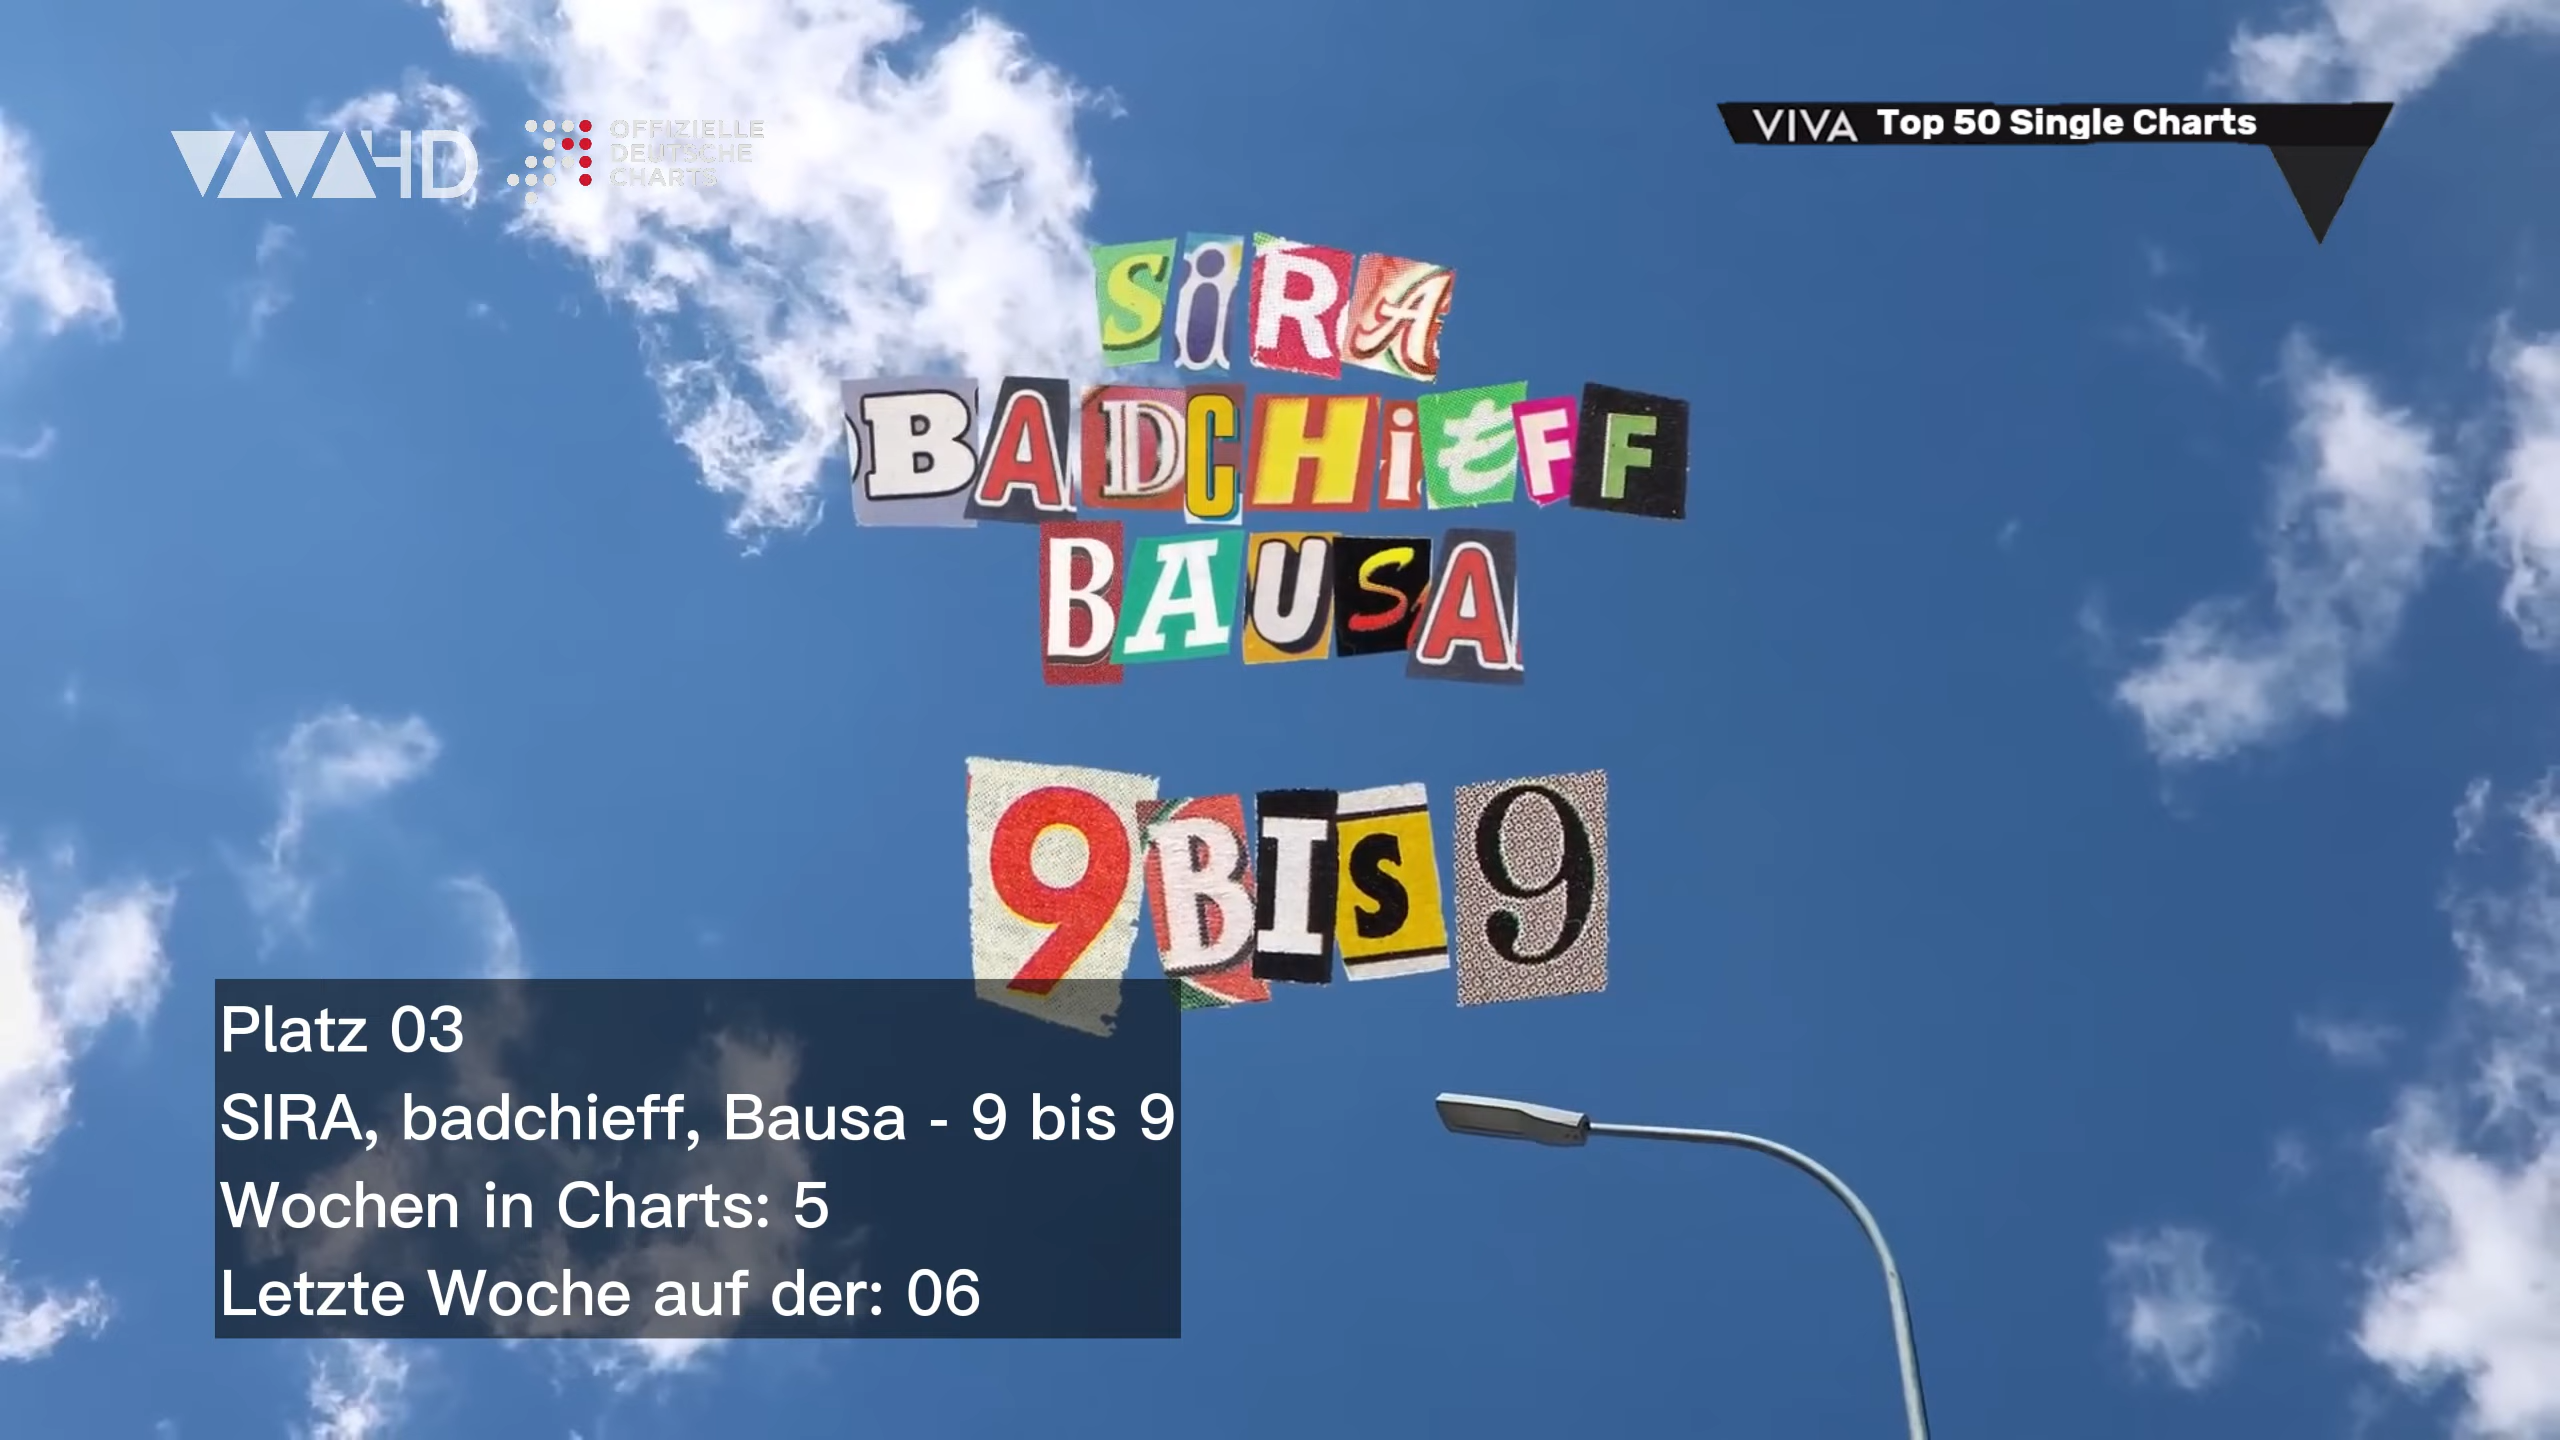 VIVA HD
OFFIZIELLE
DEUTSCHE
CHARTS
VIVA Top 50 Single Charts
SiRA
BADCHiEFF
BAUSA
9 BIS 9
Platz 03
SIRA, badchieff, Bausa - 9 bis 9
Wochen in Charts: 5
Letzte Woche auf der: 06